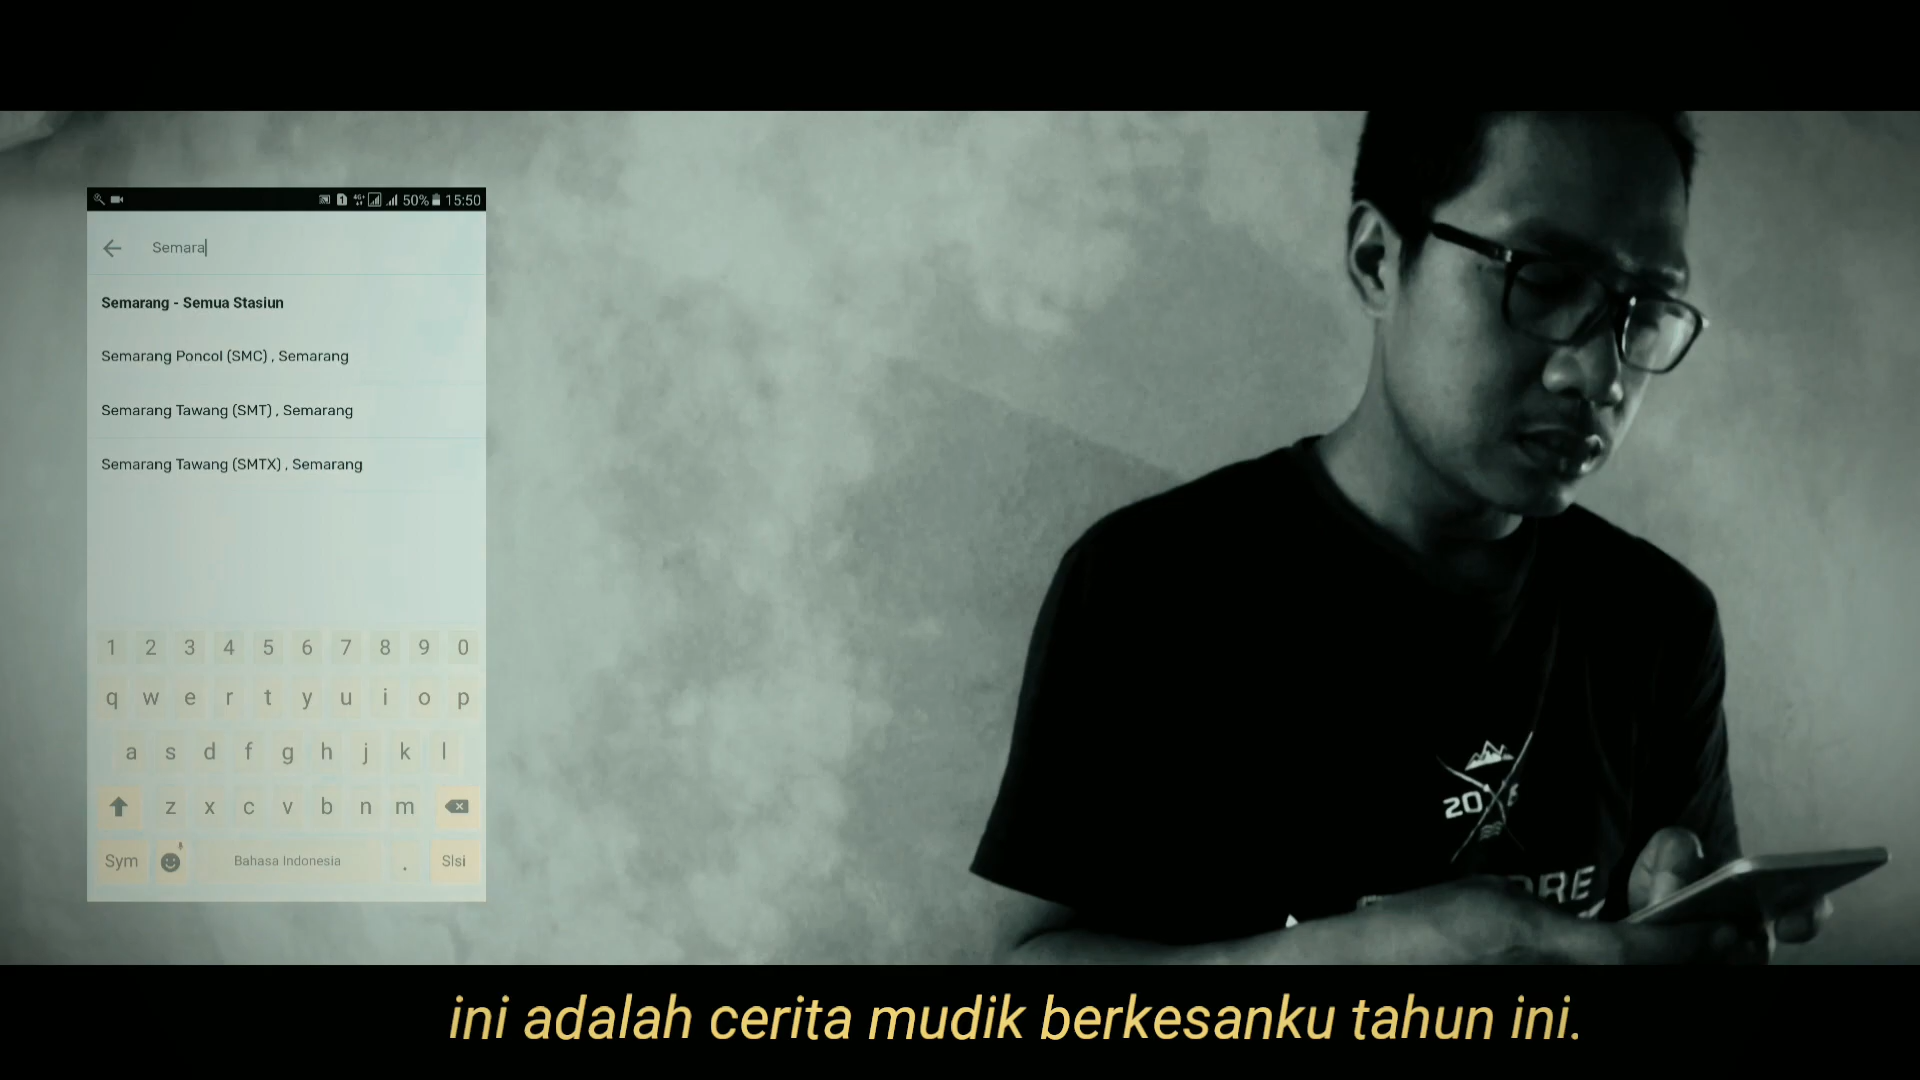 50% 15:50
Semara
Semarang - Semua Stasiun
Semarang Poncol (SMC) , Semarang
Semarang Tawang (SMT) , Semarang
Semarang Tawang (SMTX) , Semarang
1 2 3 4 5 6 7 8 9 0
q w e r t y u i o p
a s d f g h j k l
z x c v b n m
Sym Bahasa Indonesia . Slsi
ini adalah cerita mudik berkesanku tahun ini.